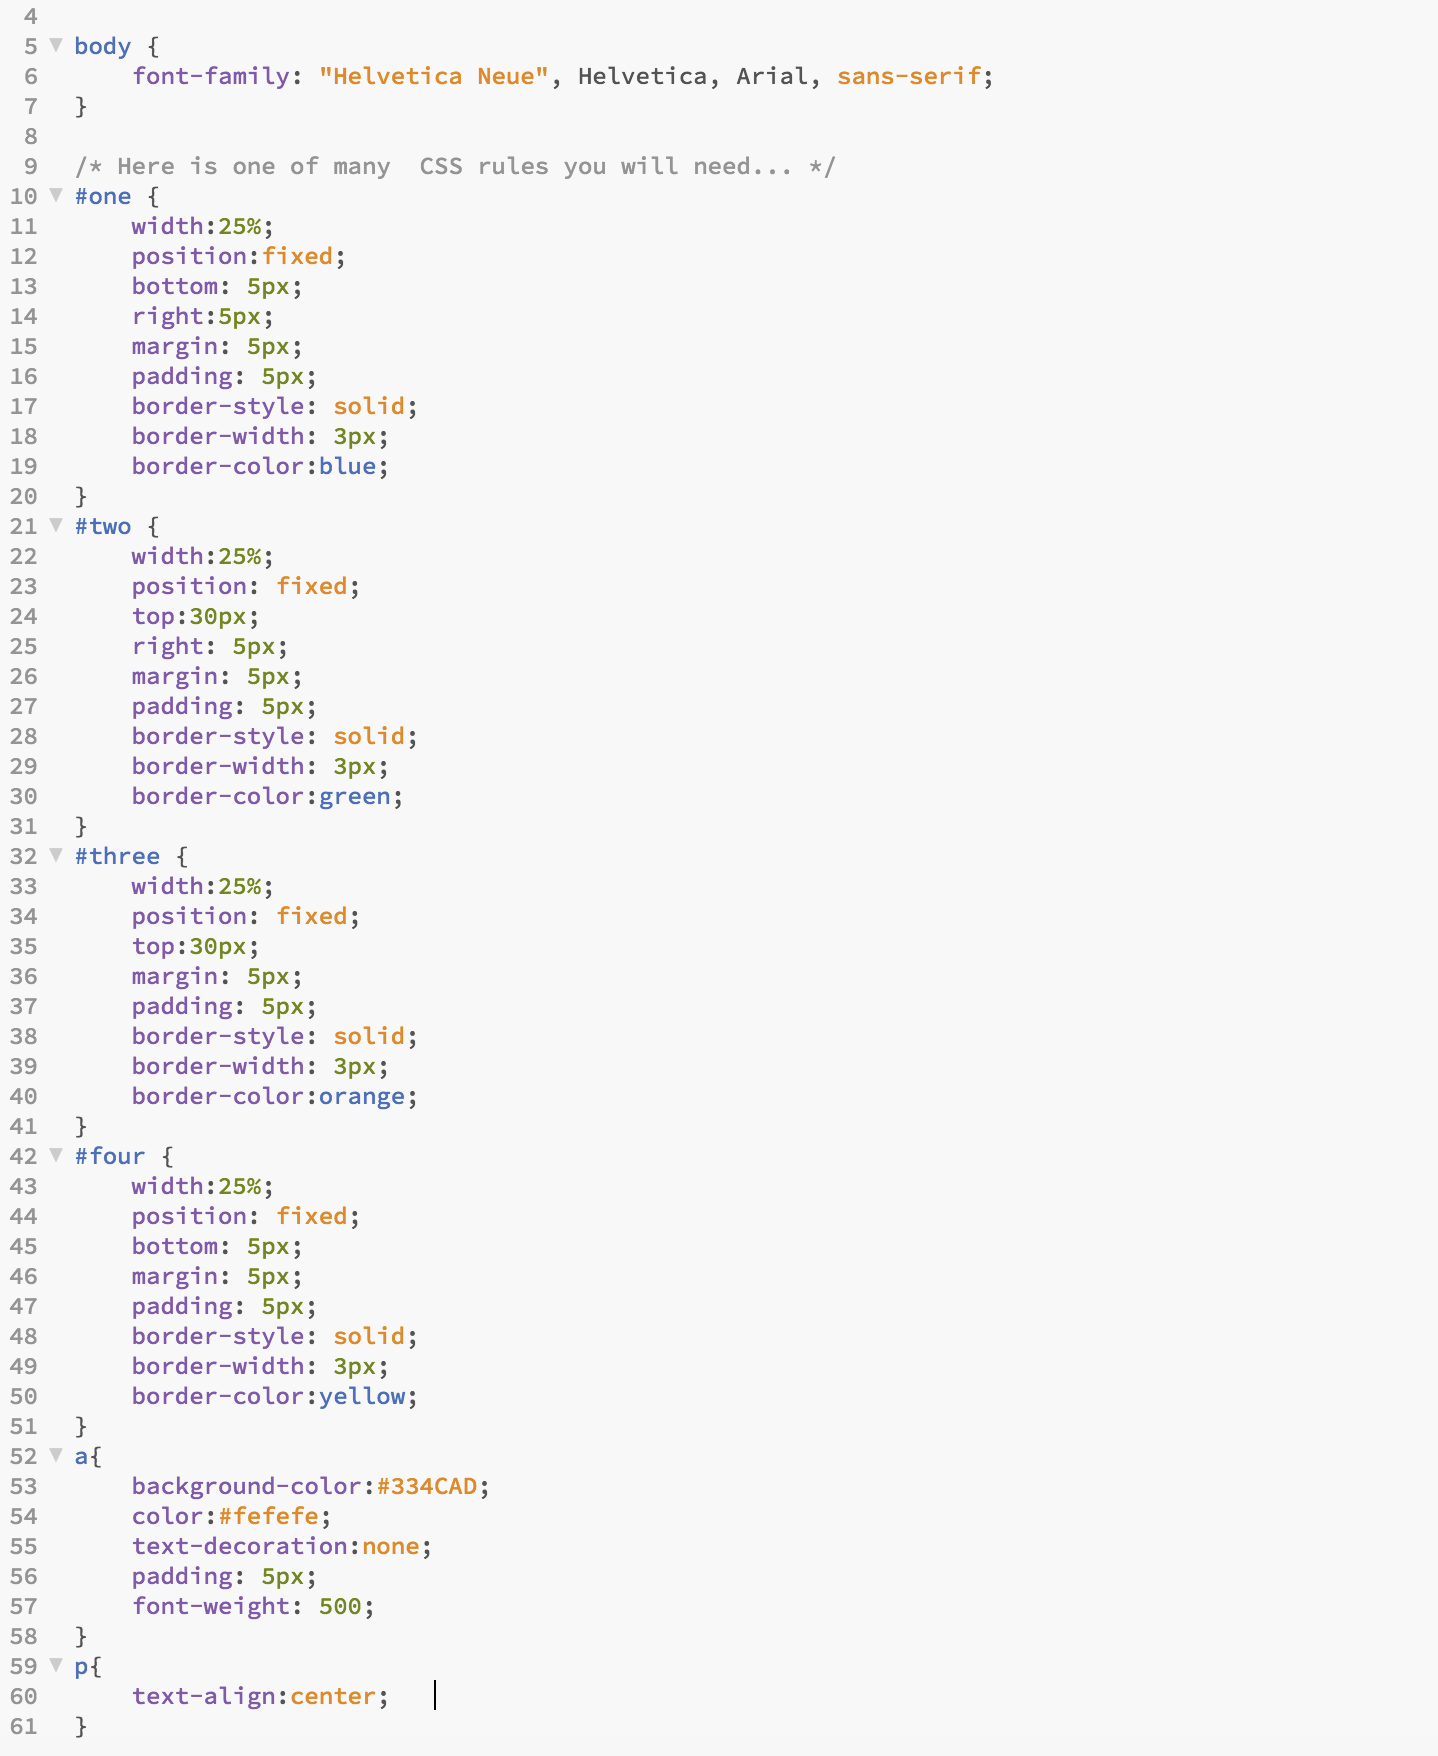 4
5 body {
6     font-family: "Helvetica Neue", Helvetica, Arial, sans-serif;
7 }
8
9 /* Here is one of many  CSS rules you will need... */
10 #one {
11     width:25%;
12     position:fixed;
13     bottom: 5px;
14     right:5px;
15     margin: 5px;
16     padding: 5px;
17     border-style: solid;
18     border-width: 3px;
19     border-color:blue;
20 }
21 #two {
22     width:25%;
23     position: fixed;
24     top:30px;
25     right: 5px;
26     margin: 5px;
27     padding: 5px;
28     border-style: solid;
29     border-width: 3px;
30     border-color:green;
31 }
32 #three {
33     width:25%;
34     position: fixed;
35     top:30px;
36     margin: 5px;
37     padding: 5px;
38     border-style: solid;
39     border-width: 3px;
40     border-color:orange;
41 }
42 #four {
43     width:25%;
44     position: fixed;
45     bottom: 5px;
46     margin: 5px;
47     padding: 5px;
48     border-style: solid;
49     border-width: 3px;
50     border-color:yellow;
51 }
52 a{
53     background-color:#334CAD;
54     color:#fefefe;
55     text-decoration:none;
56     padding: 5px;
57     font-weight: 500;
58 }
59 p{
60     text-align:center;
61 }